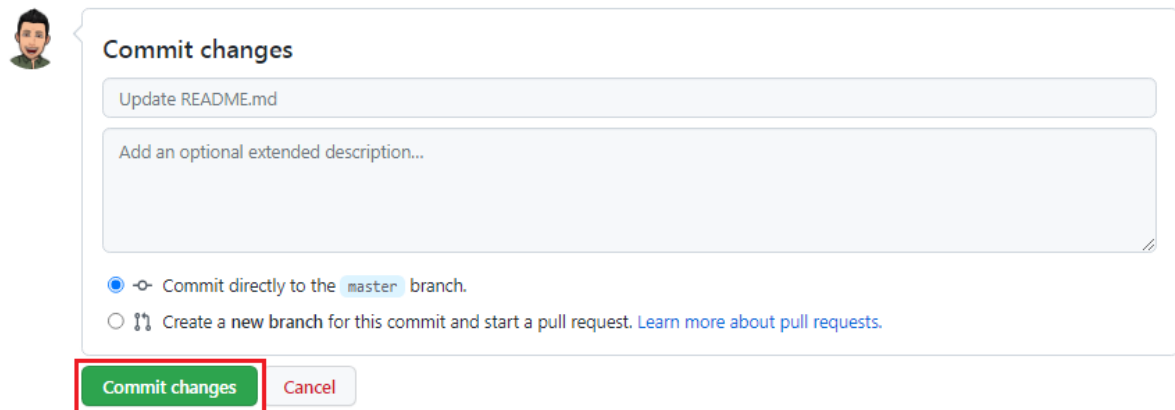 Commit changes
Update README.md
Add an optional extended description...
Commit directly to the master branch.
Create a new branch for this commit and start a pull request. Learn more about pull requests.
Commit changes Cancel